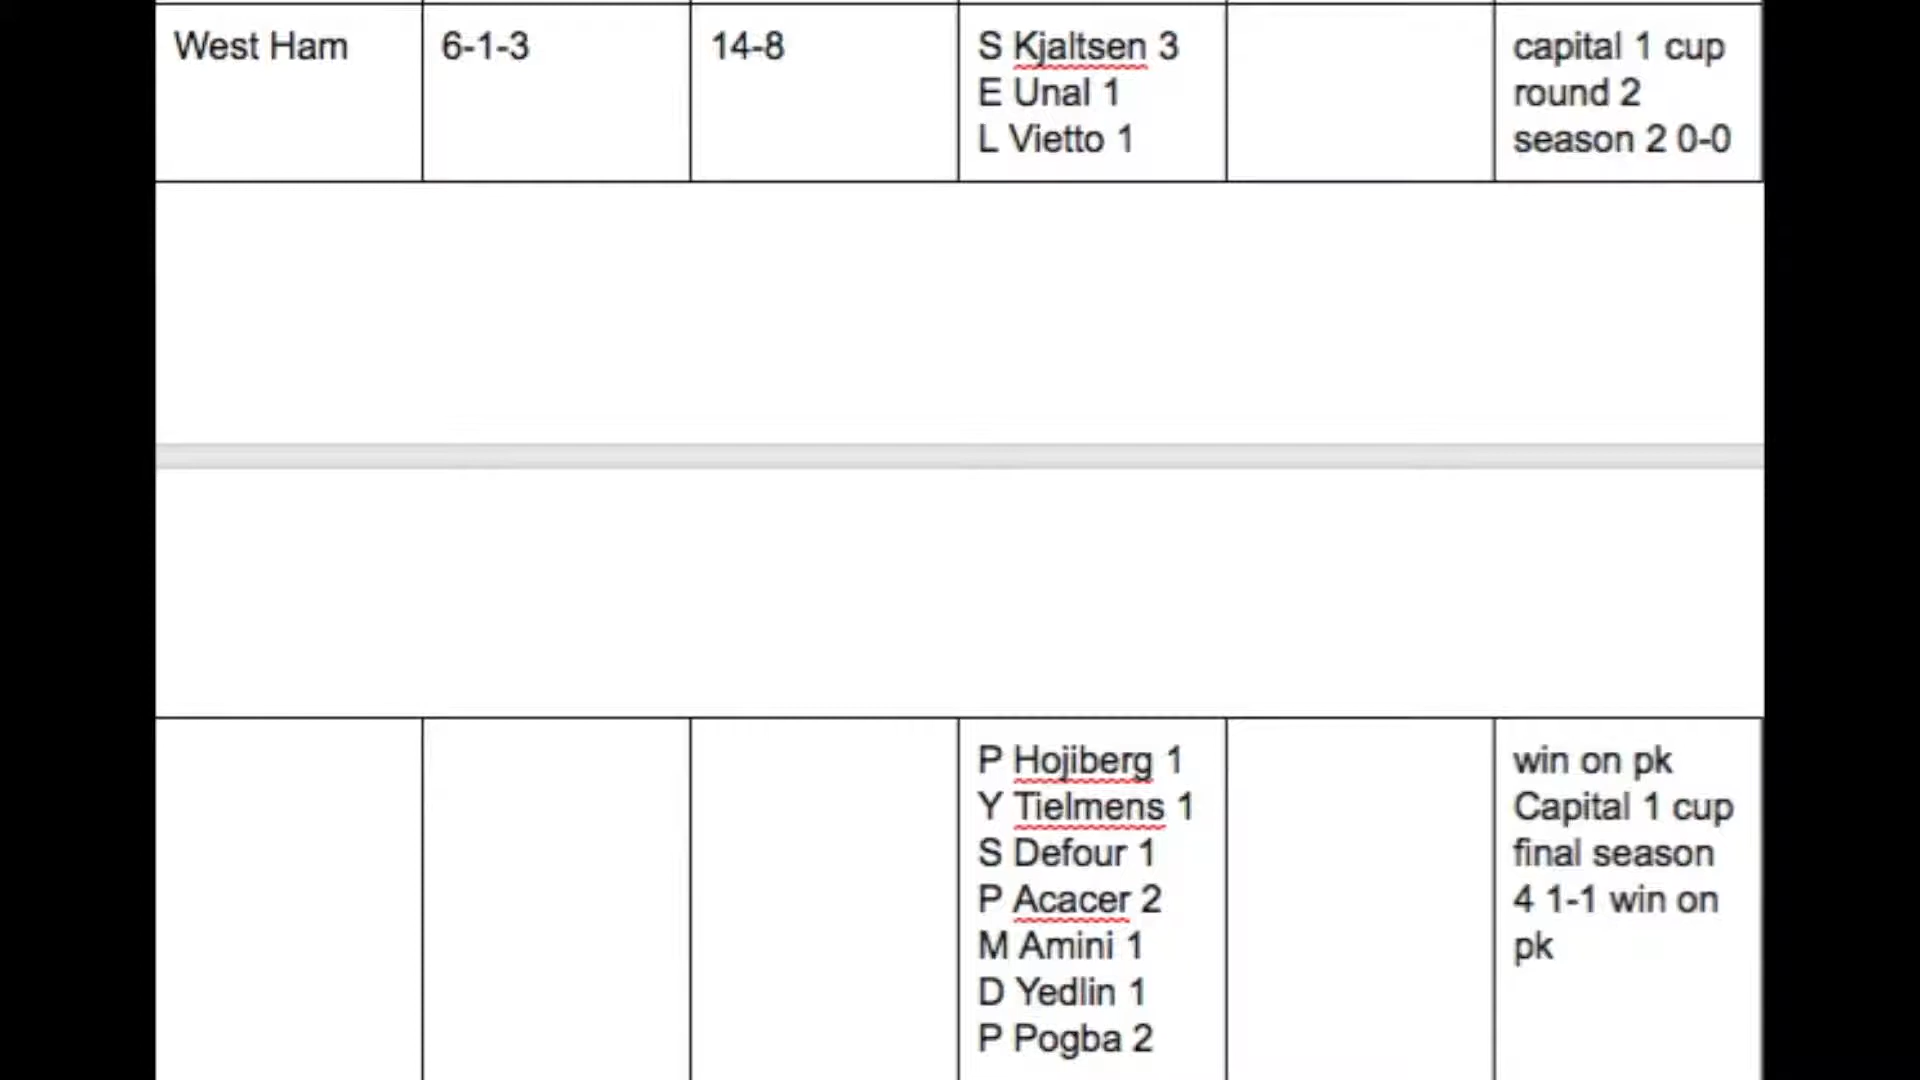 West Ham
6-1-3
14-8
S Kjaltsen 3
E Unal 1
L Vietto 1
capital 1 cup
round 2
season 2 0-0
P Hojiberg 1
Y Tielmens 1
S Defour 1
P Acacer 2
M Amini 1
D Yedlin 1
P Pogba 2
win on pk
Capital 1 cup
final season
4 1-1 win on
pk